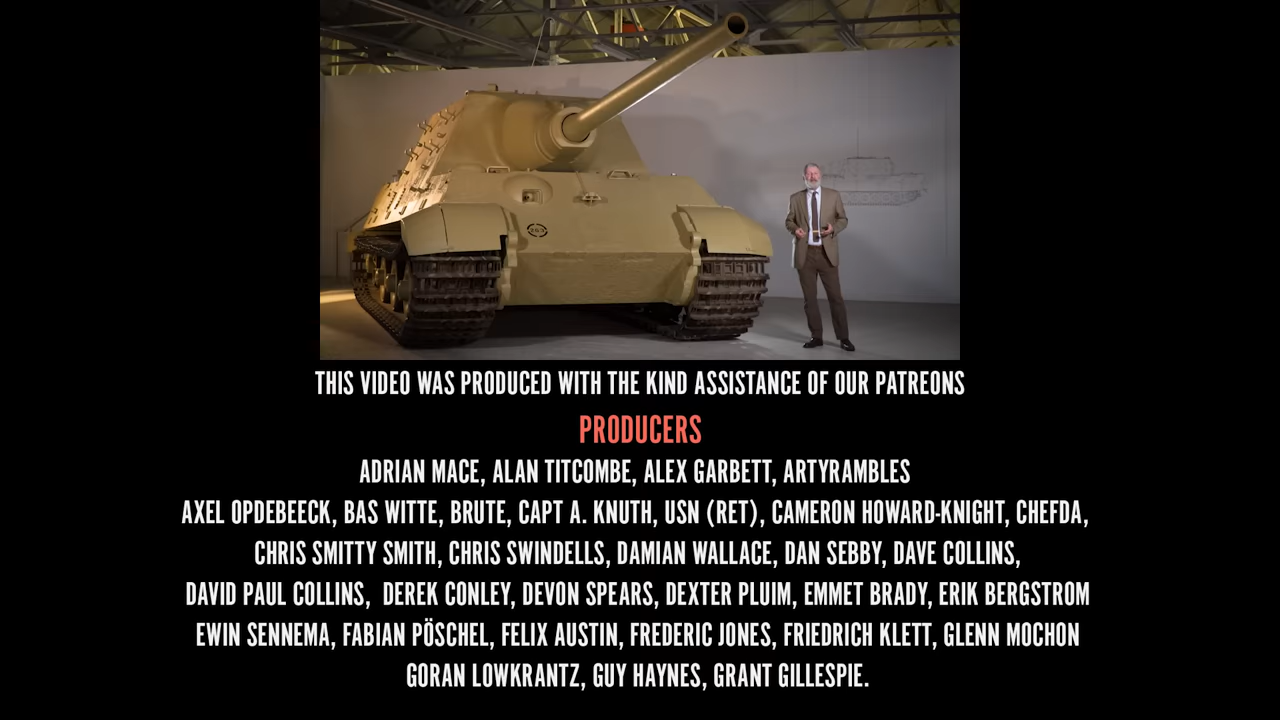 THIS VIDEO WAS PRODUCED WITH THE KIND ASSISTANCE OF OUR PATREONS
PRODUCERS
ADRIAN MACE, ALAN TITCOMBE, ALEX GARBETT, ARTYRAMBLES
AXEL OPDEBEECK, BAS WITTE, BRUTE, CAPT A. KNUTH, USN (RET), CAMERON HOWARD-KNIGHT, CHEFDA,
CHRIS SMITTY SMITH, CHRIS SWINDELLS, DAMIAN WALLACE, DAN SEBBY, DAVE COLLINS,
DAVID PAUL COLLINS, DEREK CONLEY, DEVON SPEARS, DEXTER PLUIM, EMMET BRADY, ERIK BERGSTROM
EWIN SENNEMA, FABIAN PÖSCHEL, FELIX AUSTIN, FREDERIC JONES, FRIEDRICH KLETT, GLENN MOCHON
GORAN LOWKRANTZ, GUY HAYNES, GRANT GILLESPIE.